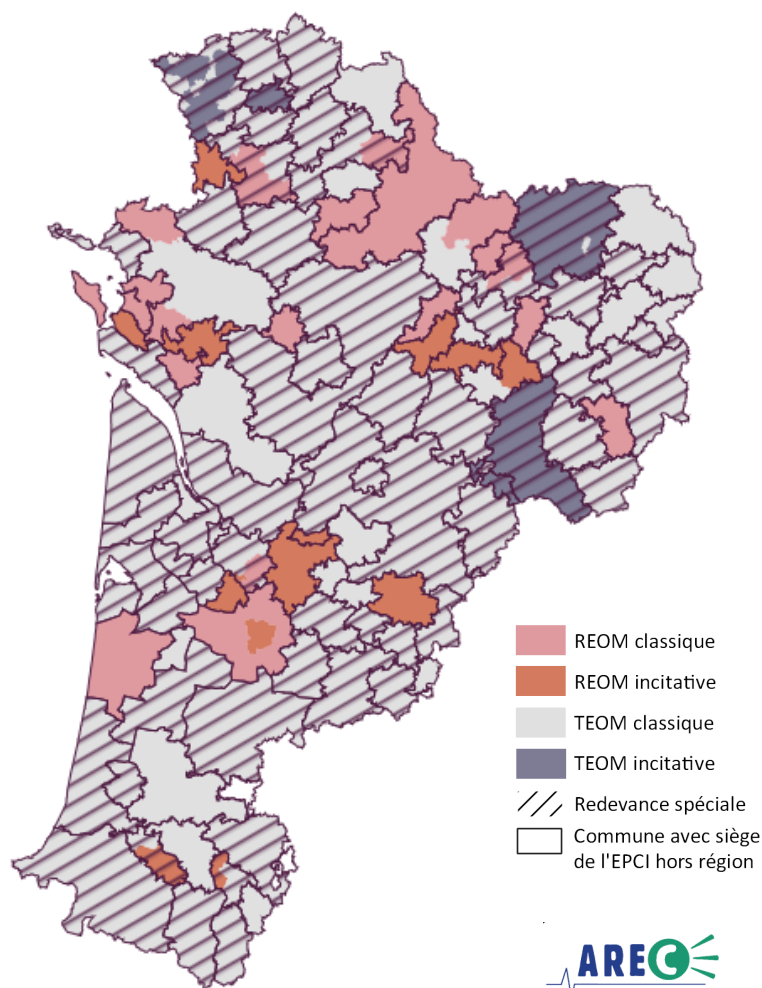 REOM classique
REOM incitative
TEOM classique
TEOM incitative
Redevance spéciale
Commune avec siège
de l'EPCI hors région
AREC